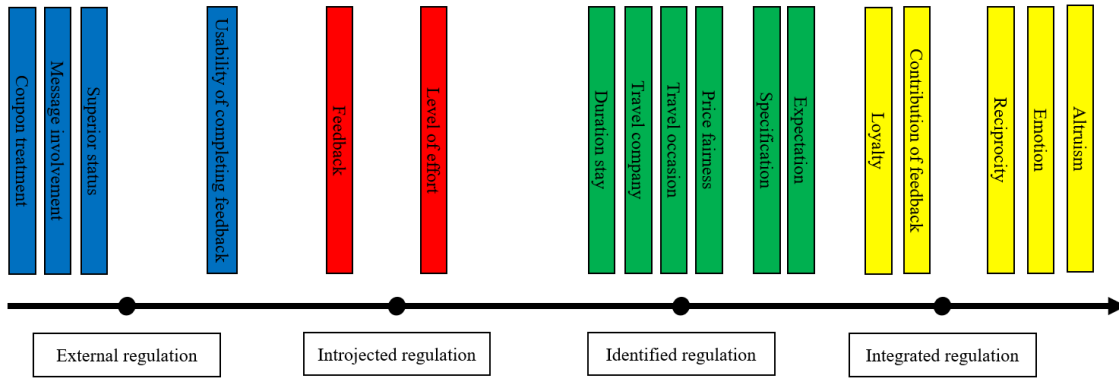 Coupon treatment
Message involvement
Superior status
Usability of completing feedback
Feedback
Level of effort
Duration stay
Travel company
Travel occasion
Price fairness
Specification
Expectation
Loyalty
Contribution of feedback
Reciprocity
Emotion
Altruism
External regulation
Introjected regulation
Identified regulation
Integrated regulation